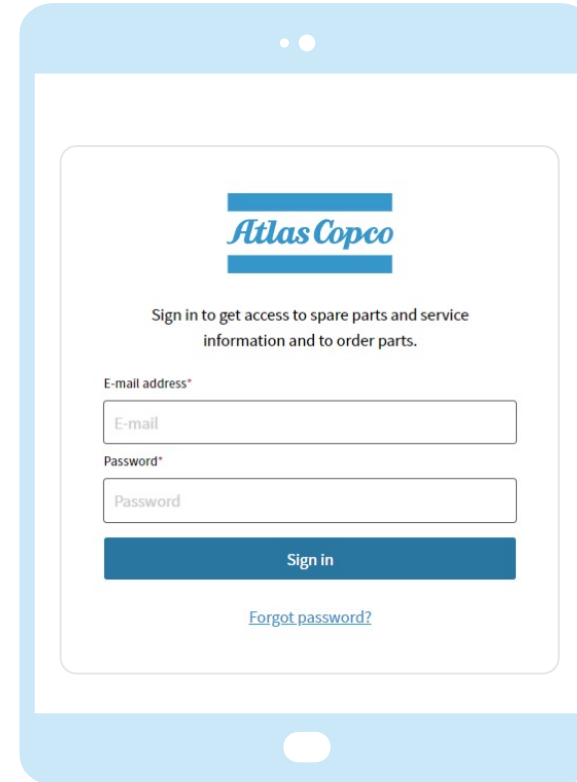 Atlas Copco
Sign in to get access to spare parts and service
information and to order parts.
E-mail address*
E-mail
Password*
Password
Sign in
Forgot password?